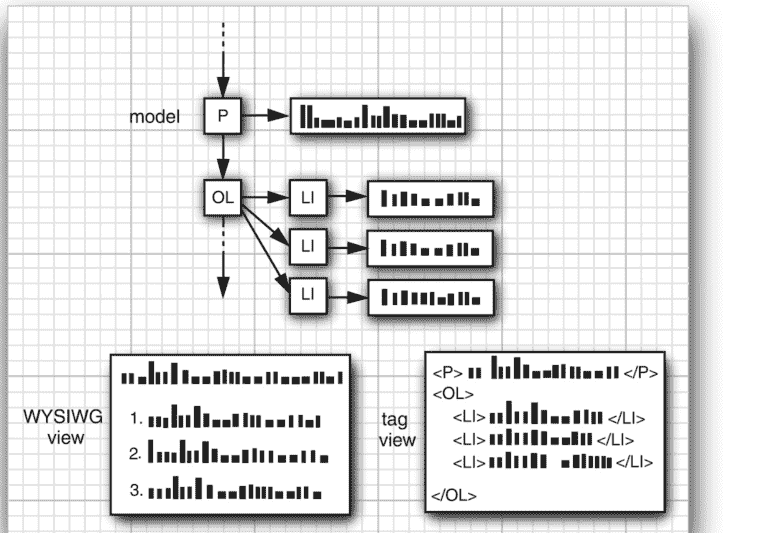 model
P
OL
LI
LI
LI
WYSIWG
view
1.
2.
3.
tag
view
<P> </P>
<OL>
<LI> </LI>
<LI> </LI>
<LI> </LI>
</OL>